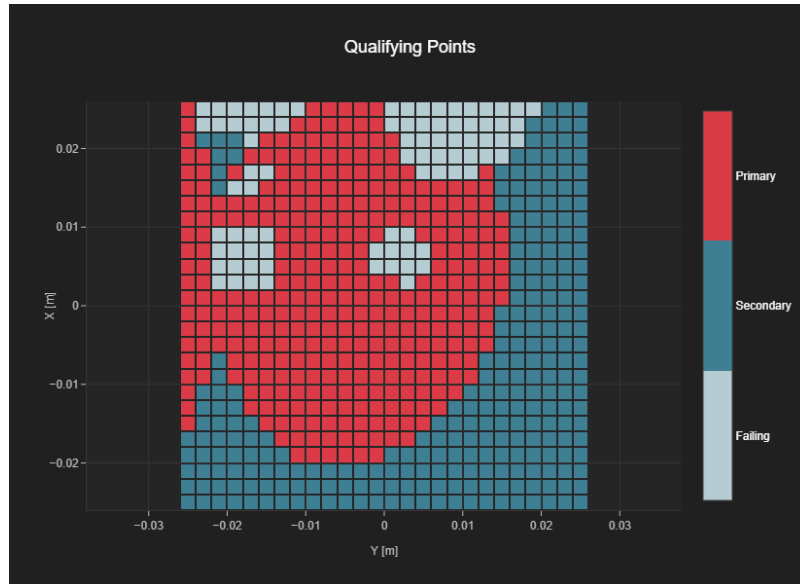 Qualifying Points
0.02
0.01
0
−0.01
−0.02
X [m]
−0.03
−0.02
−0.01
0
0.01
0.02
0.03
Y [m]
Primary
Secondary
Failing